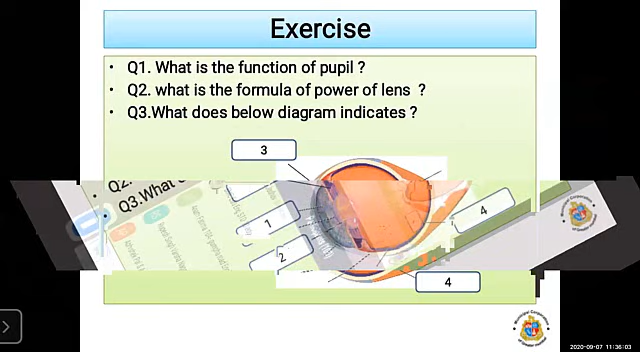 Exercise
• Q1. What is the function of pupil ?
• Q2. what is the formula of power of lens ?
• Q3.What does below diagram indicates ?
3
• Q2.
• Q3.What
1
4
2
4
2020-09-07 11:36:03